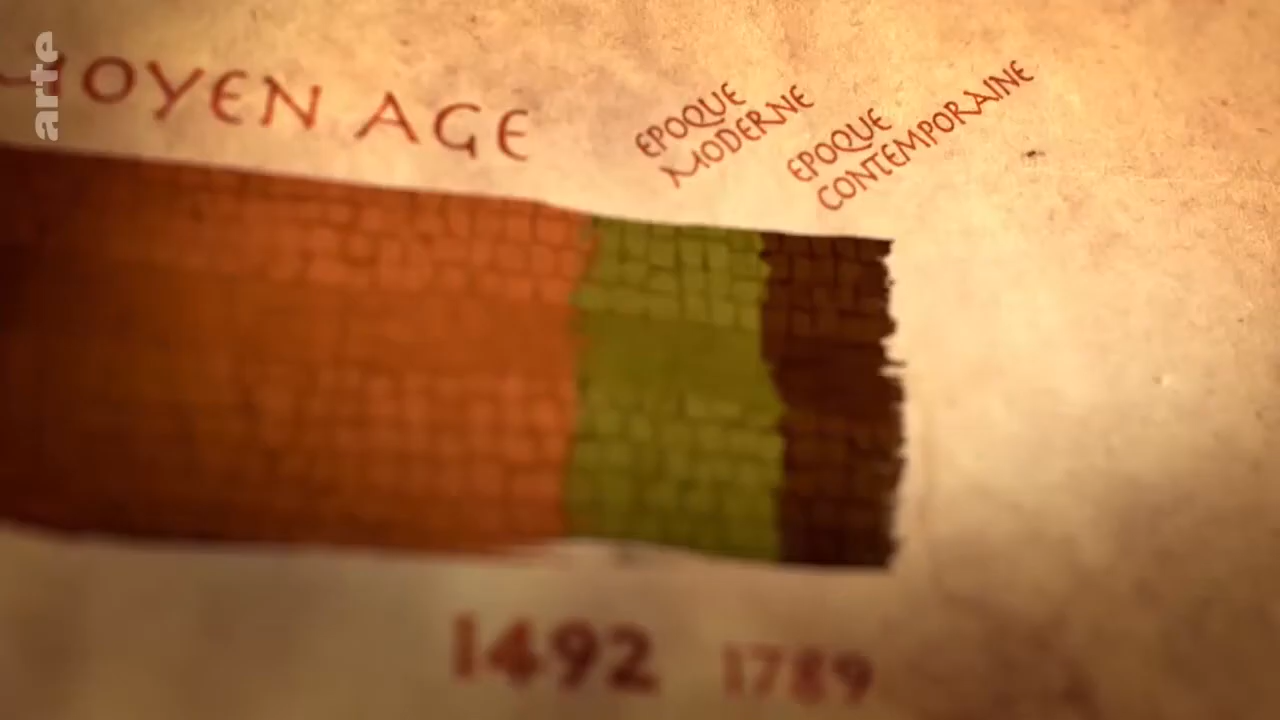 arte
MOYEN AGE
EPOQUE
MODERNE
EPOQUE
CONTEMPORAINE
1492
1789